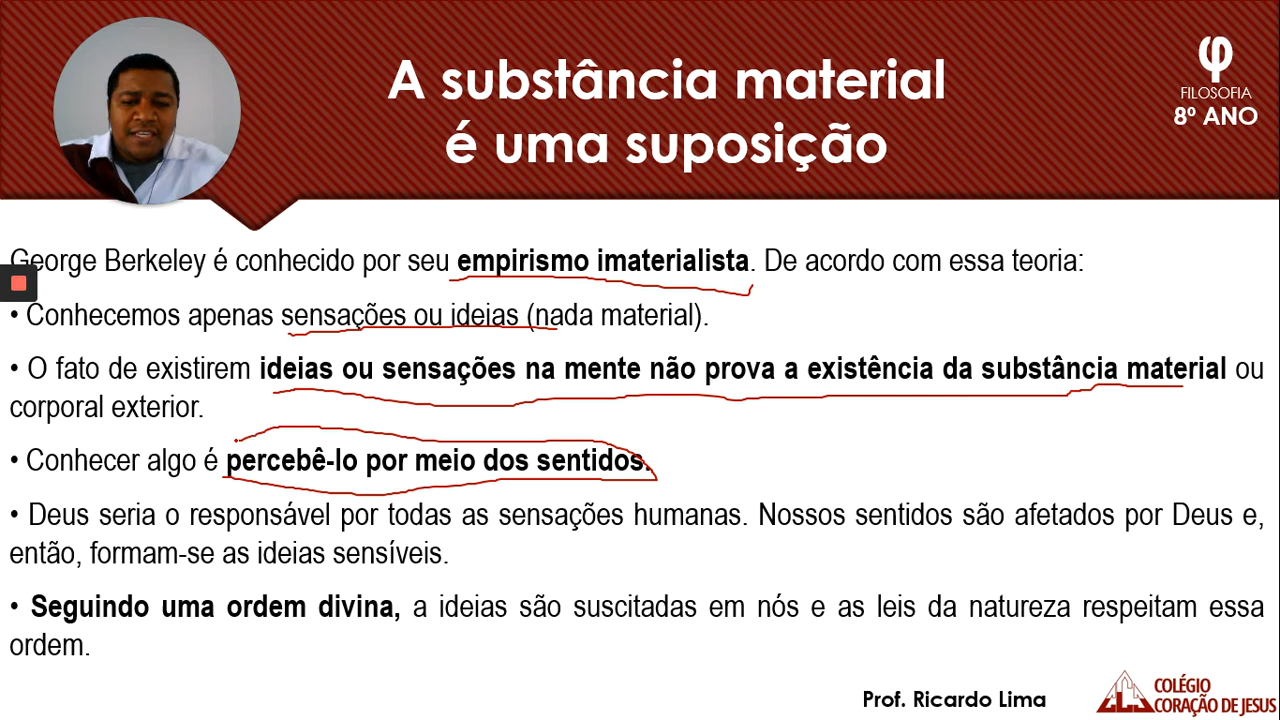 A substância material
é uma suposição
φ
FILOSOFIA
8º ANO
George Berkeley é conhecido por seu empirismo imaterialista. De acordo com essa teoria:
• Conhecemos apenas sensações ou ideias (nada material).
• O fato de existirem ideias ou sensações na mente não prova a existência da substância material ou
corporal exterior.
• Conhecer algo é percebê-lo por meio dos sentidos.
• Deus seria o responsável por todas as sensações humanas. Nossos sentidos são afetados por Deus e,
então, formam-se as ideias sensíveis.
• Seguindo uma ordem divina, a ideias são suscitadas em nós e as leis da natureza respeitam essa
ordem.
Prof. Ricardo Lima
COLÉGIO
CORAÇÃO DE JESUS